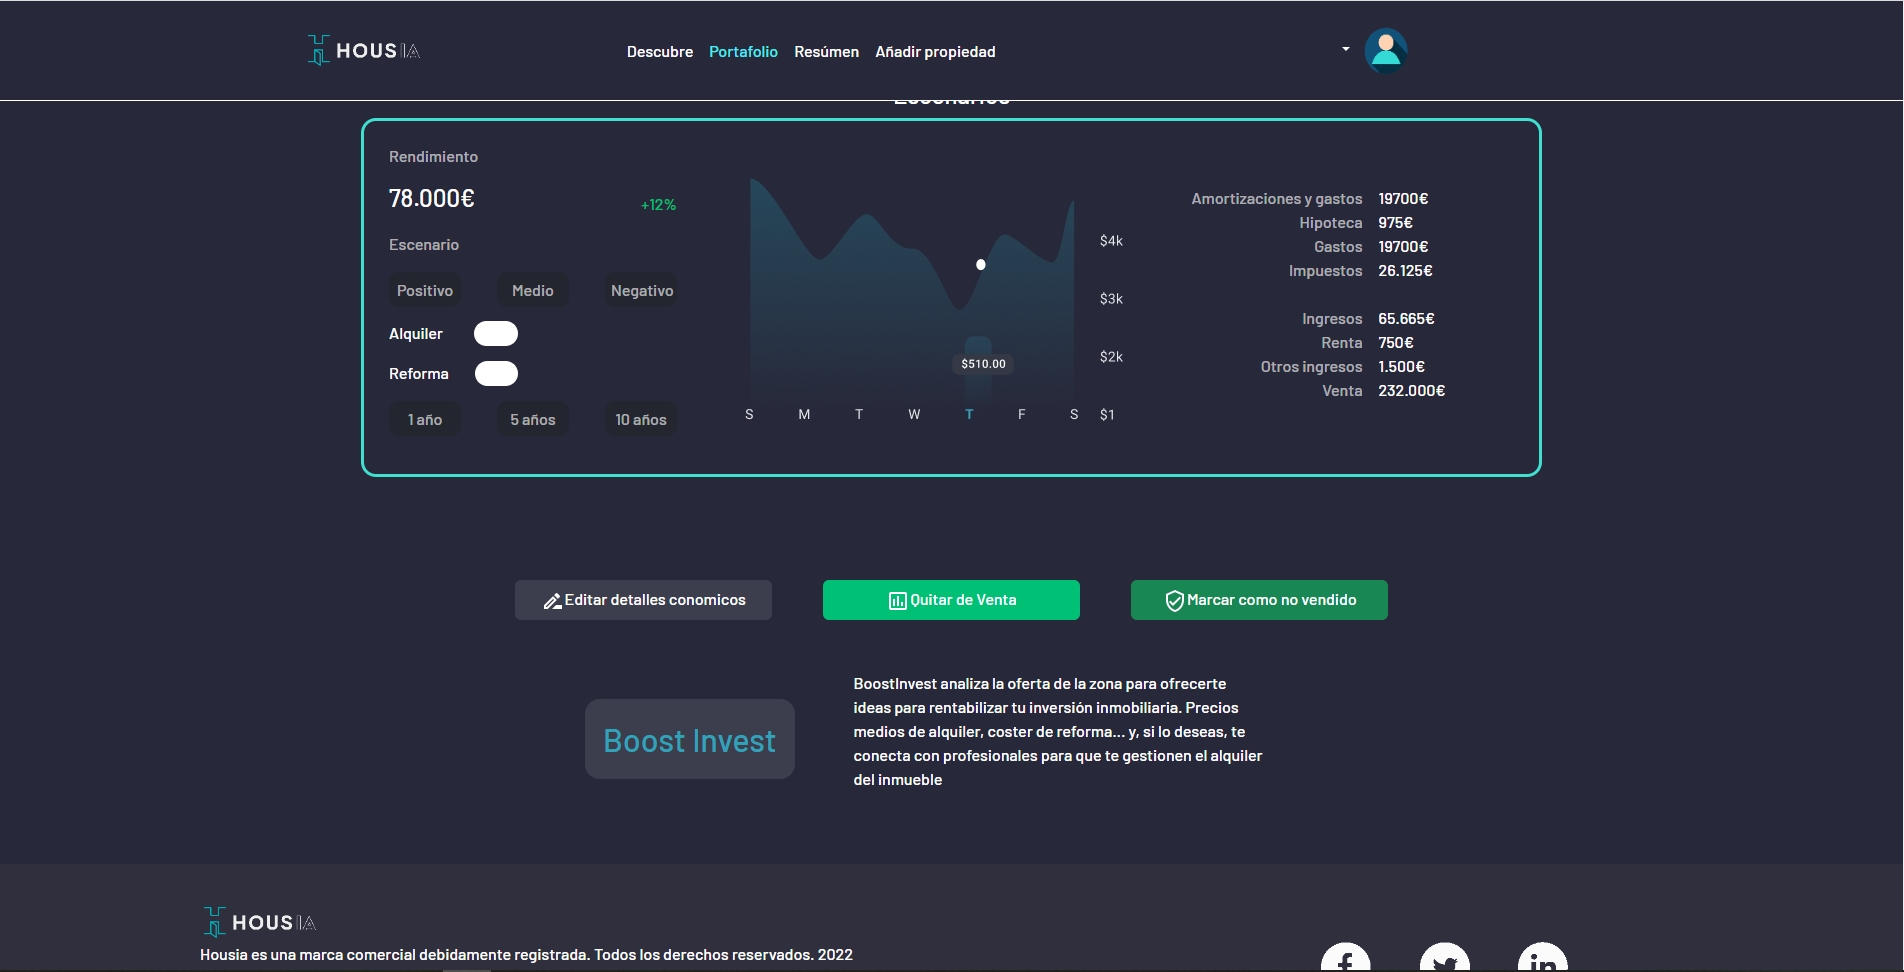 HOUSIA
Descubre Portafolio Resúmen Añadir propiedad
Escenarios
Rendimiento
78.000€
+12%
Escenario
Positivo Medio Negativo
Alquiler
Reforma
1 año 5 años 10 años
$4k
$3k
$2k
$1
$510.00
S M T W T F S
Amortizaciones y gastos 19700€
Hipoteca 975€
Gastos 19700€
Impuestos 26.125€
Ingresos 65.665€
Renta 750€
Otros ingresos 1.500€
Venta 232.000€
Editar detalles conomicos
Quitar de Venta
Marcar como no vendido
Boost Invest
BoostInvest analiza la oferta de la zona para ofrecerte
ideas para rentabilizar tu inversión inmobiliaria. Precios
medios de alquiler, coster de reforma... y, si lo deseas, te
conecta con profesionales para que te gestionen el alquiler
del inmueble
HOUSIA
Housia es una marca comercial debidamente registrada. Todos los derechos reservados. 2022